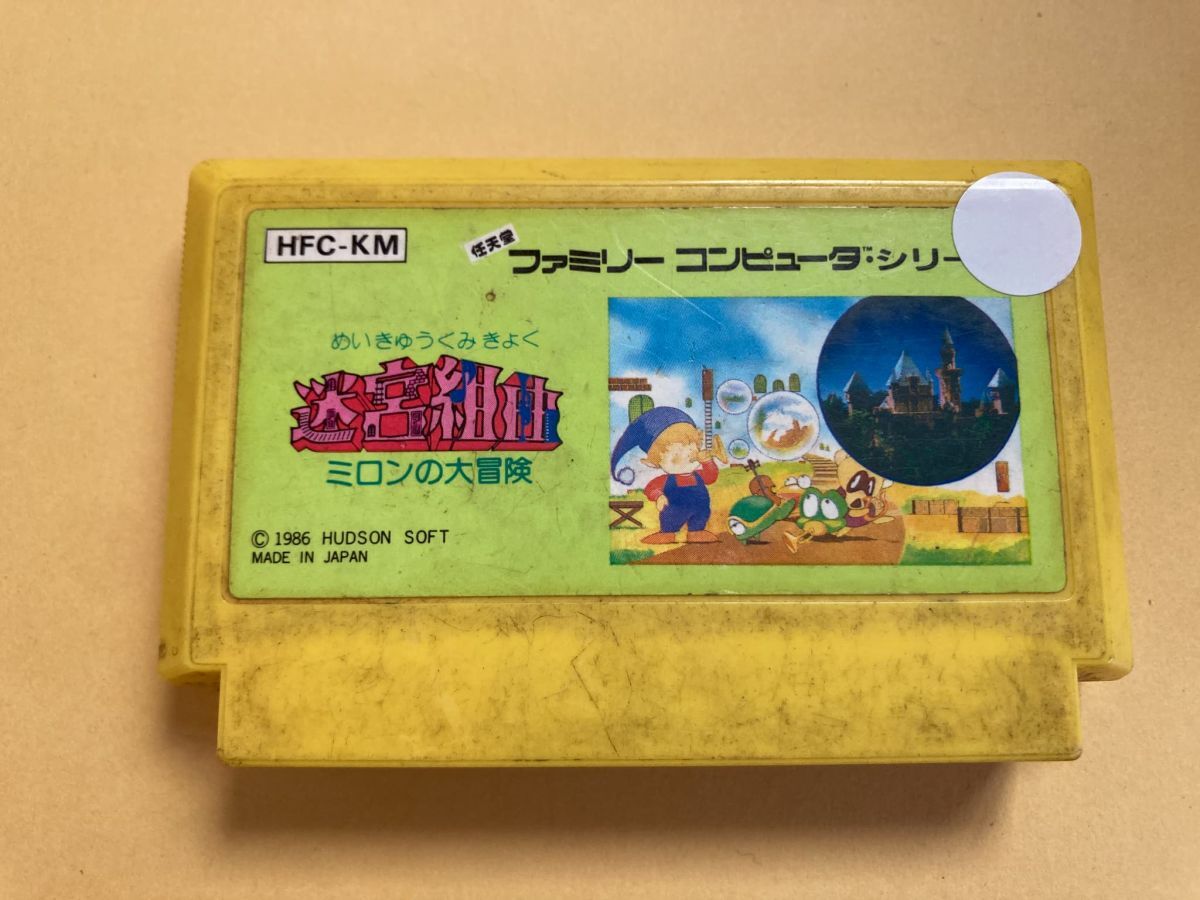 HFC-KM
任天堂 ファミリー コンピュータ™・シリー
めいきゅうくみきょく
迷宮組曲
ミロンの大冒険
© 1986 HUDSON SOFT
MADE IN JAPAN